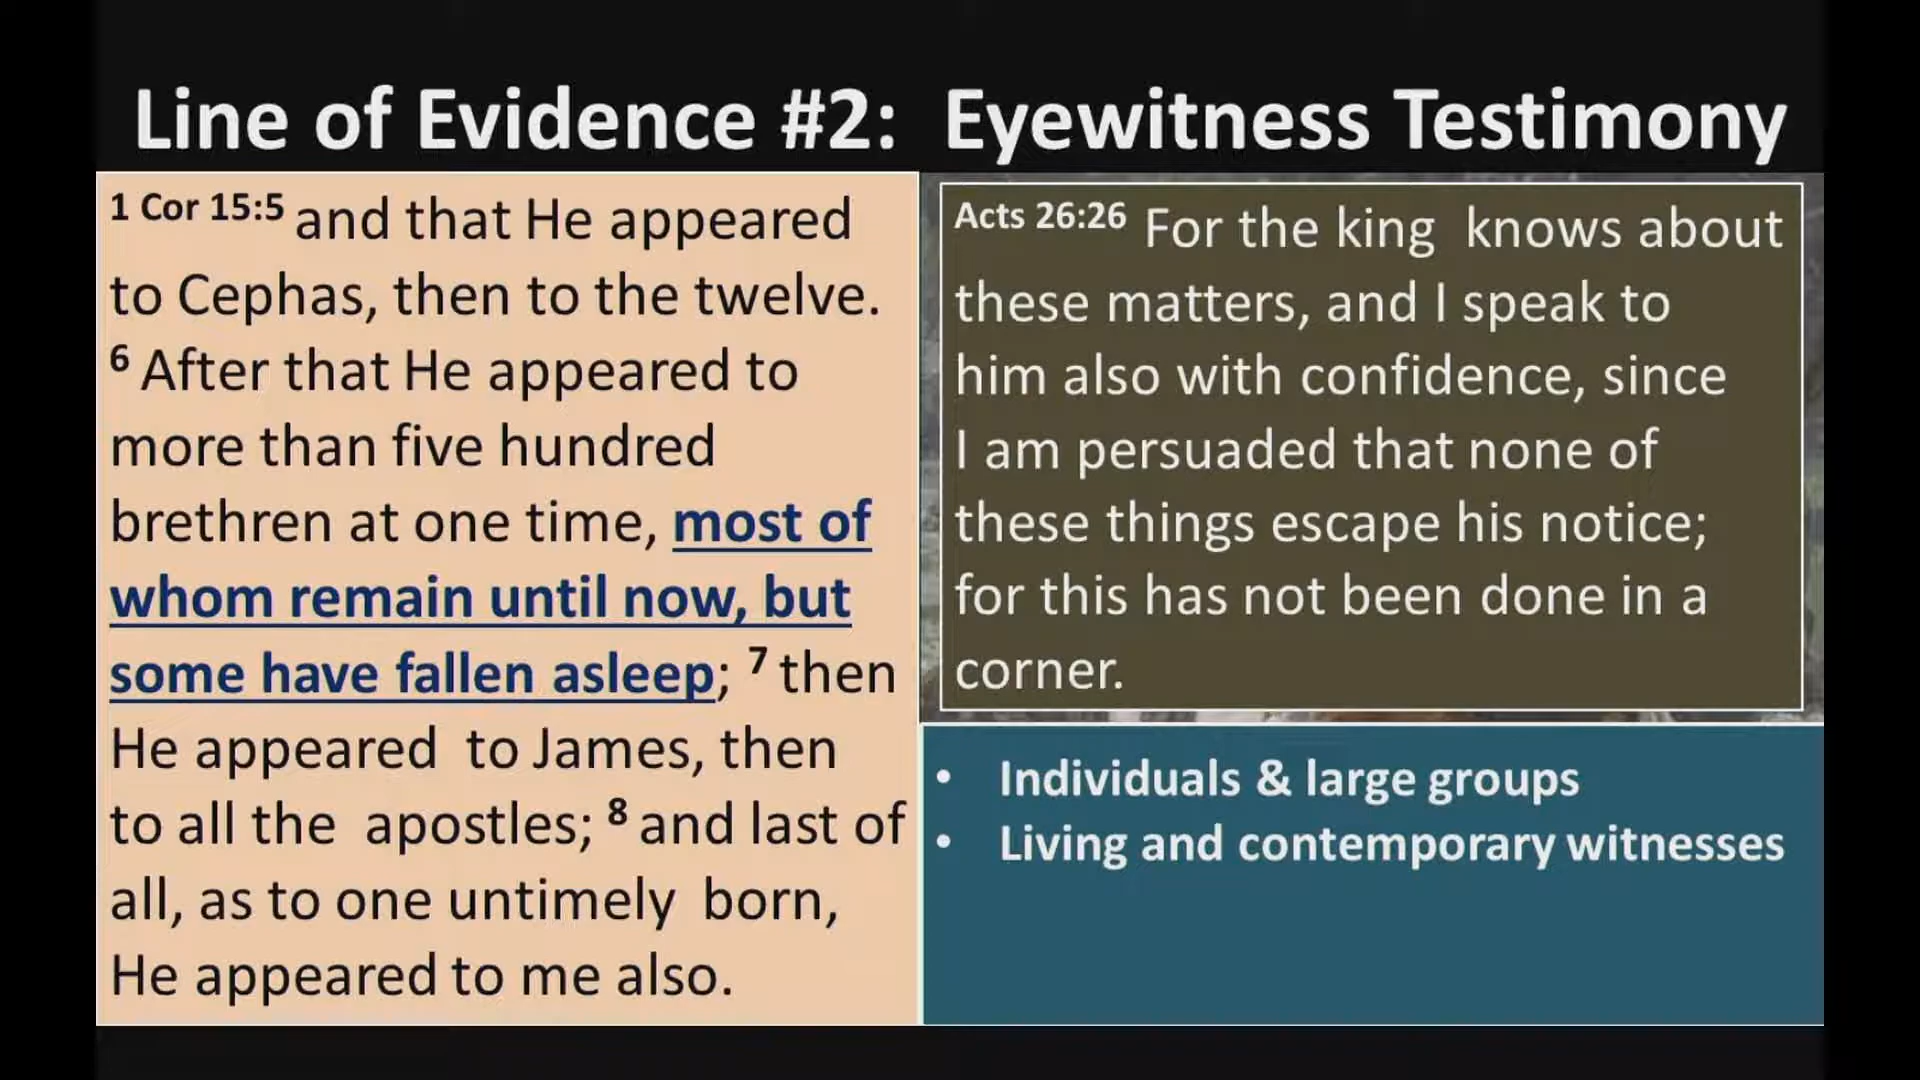 Line of Evidence #2: Eyewitness Testimony
1 Cor 15:5 and that He appeared
to Cephas, then to the twelve.
6 After that He appeared to
more than five hundred
brethren at one time, most of
whom remain until now, but
some have fallen asleep; 7 then
He appeared to James, then
to all the apostles; 8 and last of
all, as to one untimely born,
He appeared to me also.
Acts 26:26 For the king knows about
these matters, and I speak to
him also with confidence, since
I am persuaded that none of
these things escape his notice;
for this has not been done in a
corner.
• Individuals & large groups
• Living and contemporary witnesses